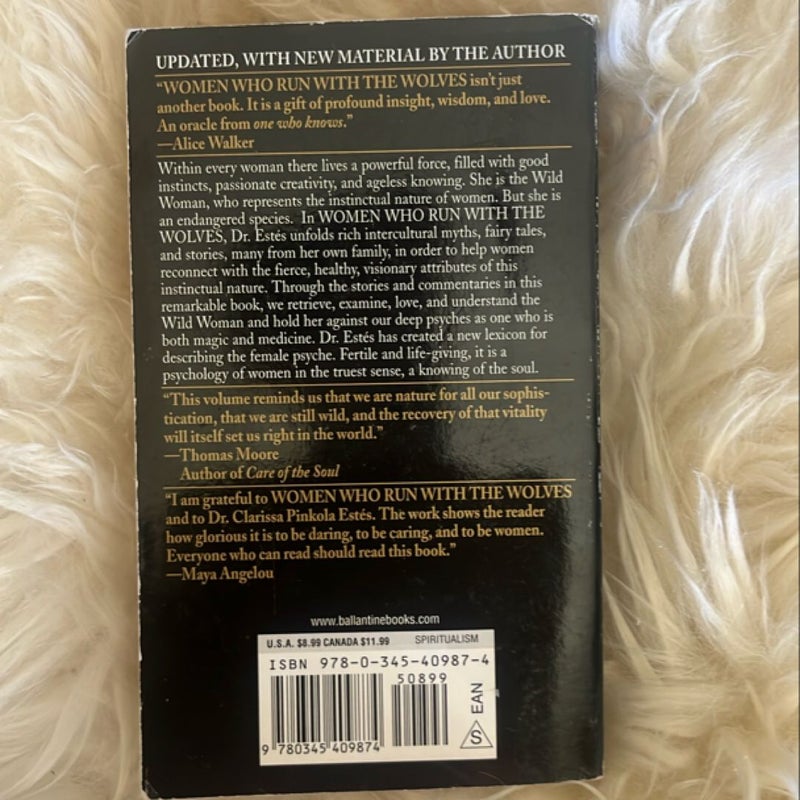 UPDATED, WITH NEW MATERIAL BY THE AUTHOR
“WOMEN WHO RUN WITH THE WOLVES isn’t just
another book. It is a gift of profound insight, wisdom, and love.
An oracle from one who knows.”
—Alice Walker
Within every woman there lives a powerful force, filled with good
instincts, passionate creativity, and ageless knowing. She is the Wild
Woman, who represents the instinctual nature of women. But she is
an endangered species. In WOMEN WHO RUN WITH THE
WOLVES, Dr. Estés unfolds rich intercultural myths, fairy tales,
and stories, many from her own family, in order to help women
reconnect with the fierce, healthy, visionary attributes of this
instinctual nature. Through the stories and commentaries in this
remarkable book, we retrieve, examine, love, and understand the
Wild Woman and hold her against our deep psyches as one who is
both magic and medicine. Dr. Estés has created a new lexicon for
describing the female psyche. Fertile and life-giving, it is a
psychology of women in the truest sense, a knowing of the soul.
“This volume reminds us that we are nature for all our sophis-
tication, that we are still wild, and the recovery of that vitality
will itself set us right in the world.”
—Thomas Moore
Author of Care of the Soul
“I am grateful to WOMEN WHO RUN WITH THE WOLVES
and to Dr. Clarissa Pinkola Estés. The work shows the reader
how glorious it is to be daring, to be caring, and to be women.
Everyone who can read should read this book.”
—Maya Angelou
www.ballantinebooks.com
U.S.A. $8.99 CANADA $11.99 SPIRITUALISM
ISBN 978-0-345-40987-4
50899
EAN
S
9 780345 409874